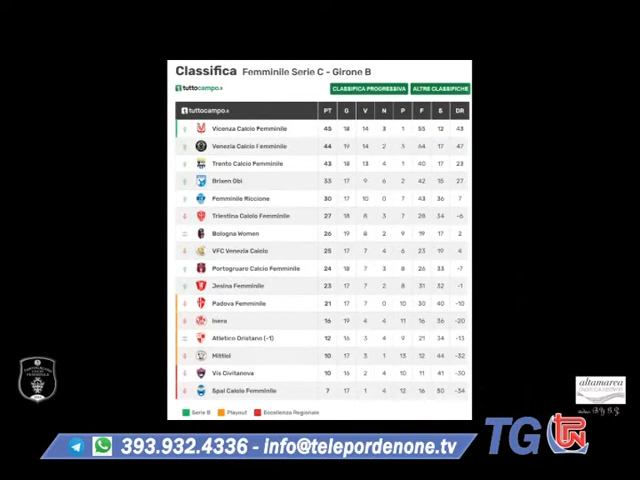 Classifica Femminile Serie C - Girone B
tuttocampo.it CLASSIFICA PROGRESSIVA ALTRE CLASSIFICHE
tuttocampo.it PT G V N P F S DR
Vicenza Calcio Femminile 45 18 14 3 1 55 12 43
Venezia Calcio Femminile 44 19 14 2 3 64 17 47
Trento Calcio Femminile 43 18 13 4 1 40 17 23
Brixen Obi 33 17 9 6 2 42 15 27
Femminile Riccione 30 17 10 0 7 43 36 7
Triestina Calcio Femminile 27 18 8 3 7 28 34 -6
Bologna Women 26 19 8 2 9 19 17 2
VFC Venezia Calcio 25 17 7 4 6 23 19 4
Portogruaro Calcio Femminile 24 18 7 3 8 26 33 -7
Jesina Femminile 23 17 7 2 8 31 32 -1
Padova Femminile 21 17 7 0 10 30 40 -10
Isera 16 19 4 4 11 16 36 -20
Atletico Oristano (-1) 12 16 3 4 9 21 34 -13
Mittici 10 17 3 1 13 12 44 -32
Vis Civitanova 10 16 2 4 10 11 41 -30
Spal Calcio Femminile 7 17 1 4 12 16 50 -34
Serie B Playout Eccellenza Regionale
altamarea
393.932.4336 - info@telepordenone.tv
TG TPN